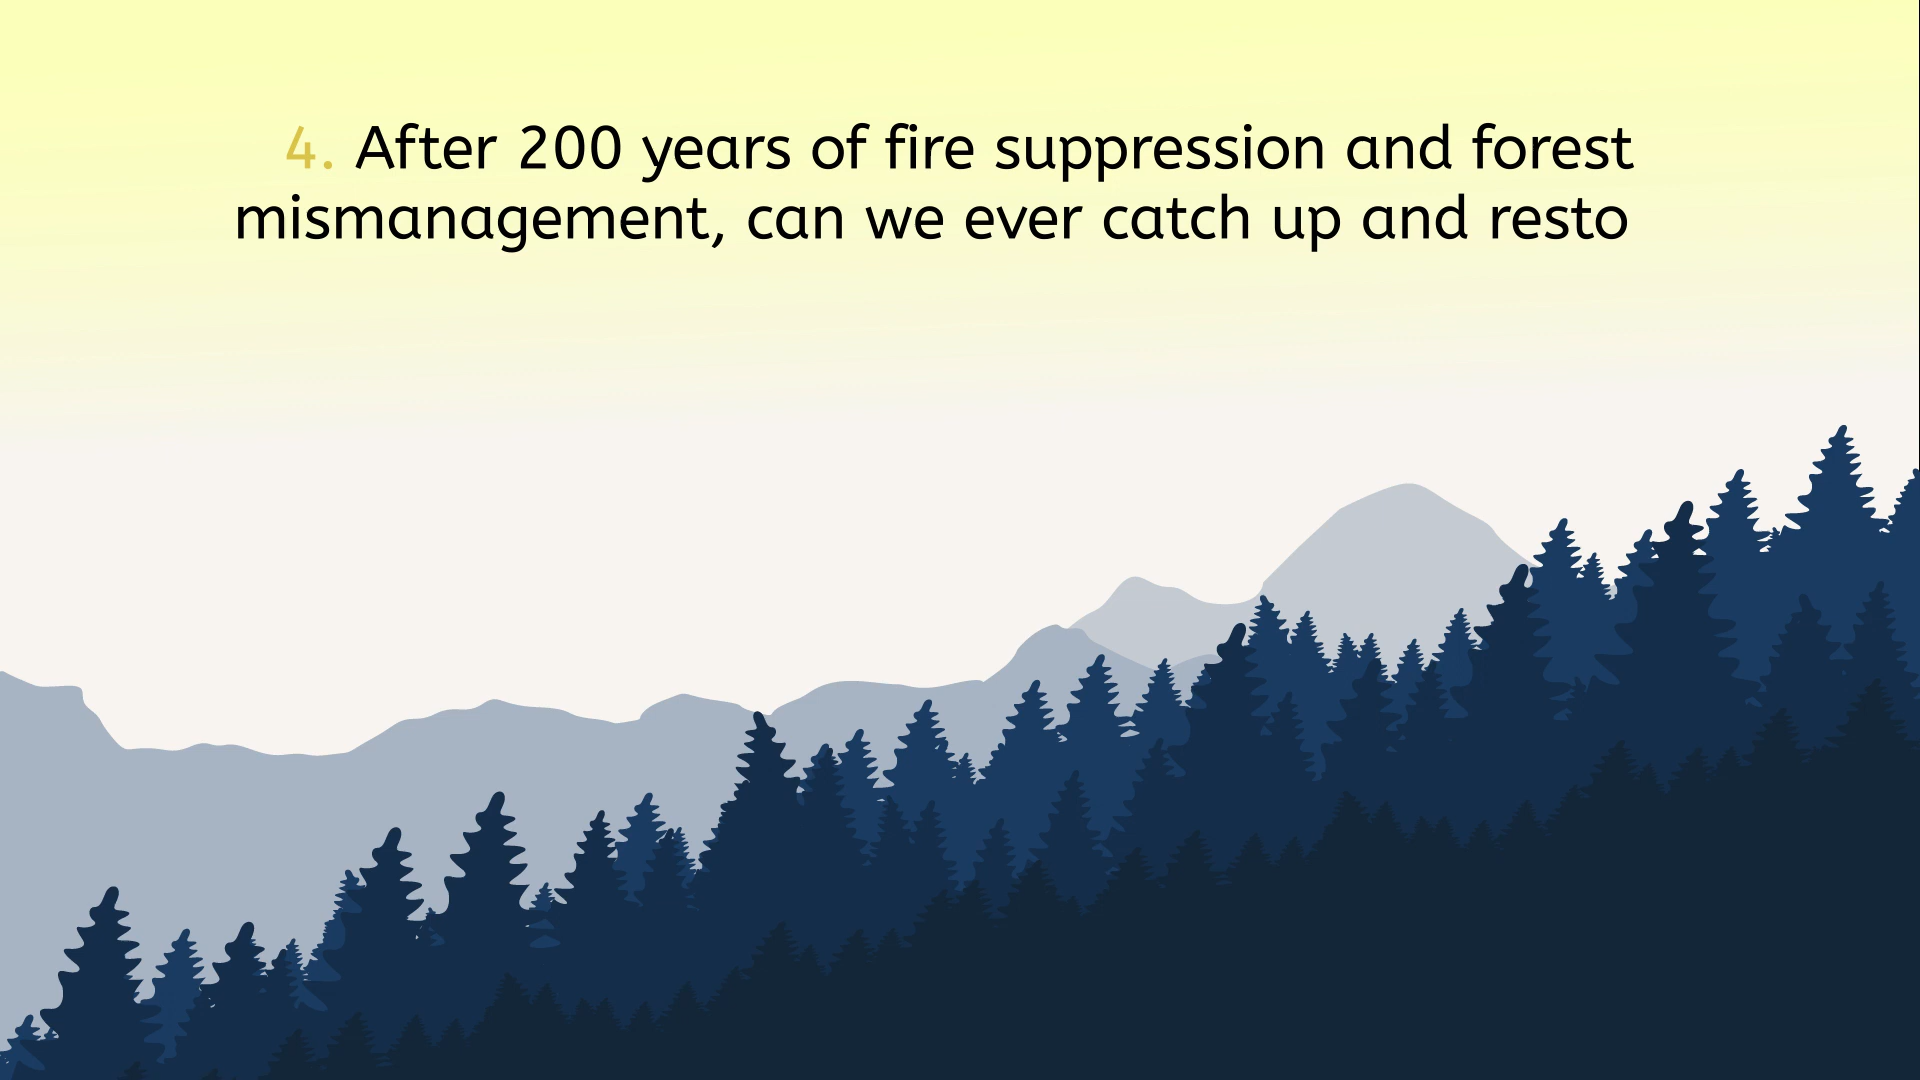 4. After 200 years of fire suppression and forest
mismanagement, can we ever catch up and resto